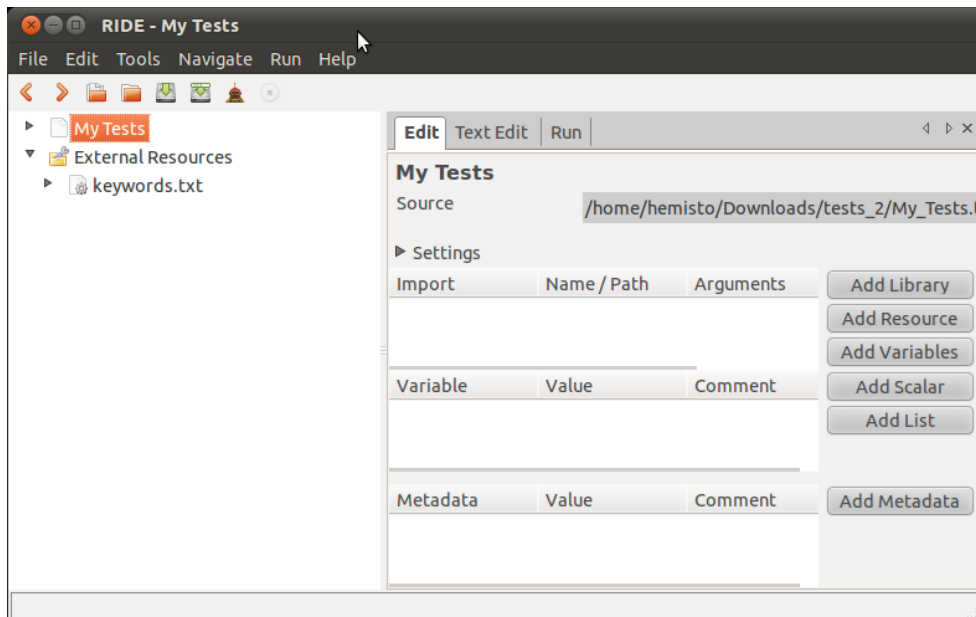 RIDE - My Tests
File Edit Tools Navigate Run Help
My Tests
External Resources
keywords.txt
Edit Text Edit Run
My Tests
Source /home/hemisto/Downloads/tests_2/My_Tests.t
Settings
Import Name / Path Arguments Add Library
Add Resource
Add Variables
Variable Value Comment Add Scalar
Add List
Metadata Value Comment Add Metadata